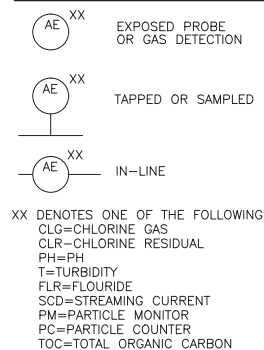 AE XX
EXPOSED PROBE
OR GAS DETECTION
AE XX
TAPPED OR SAMPLED
AE XX
IN-LINE
XX DENOTES ONE OF THE FOLLOWING
CLG=CHLORINE GAS
CLR-CHLORINE RESIDUAL
PH=PH
T=TURBIDITY
FLR=FLOURIDE
SCD=STREAMING CURRENT
PM=PARTICLE MONITOR
PC=PARTICLE COUNTER
TOC=TOTAL ORGANIC CARBON